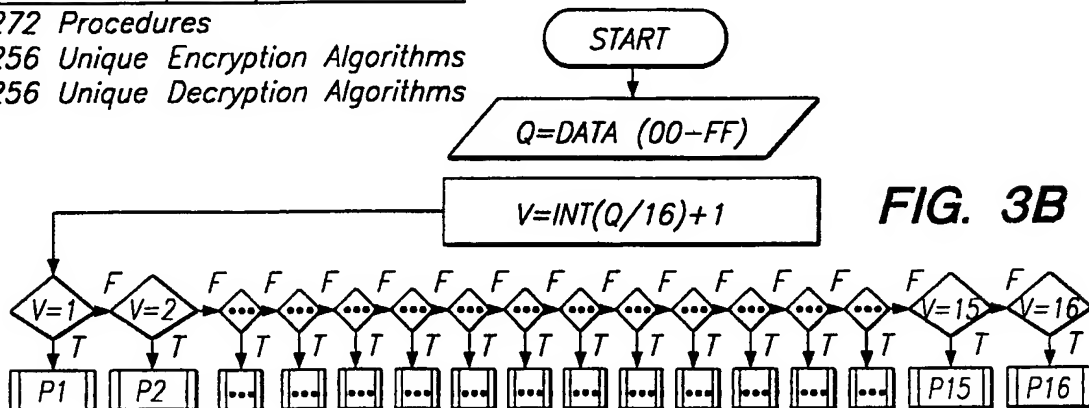 272 Procedures
256 Unique Encryption Algorithms
256 Unique Decryption Algorithms
START
Q=DATA (00-FF)
V=INT(Q/16)+1
FIG. 3B
F F F F F F F F F F F F F F F
V=1 V=2 ... ... ... ... ... ... ... ... ... ... ... ... V=15 V=16
T T T T T T T T T T T T T T T T
P1 P2 ... ... ... ... ... ... ... ... ... ... ... ... P15 P16